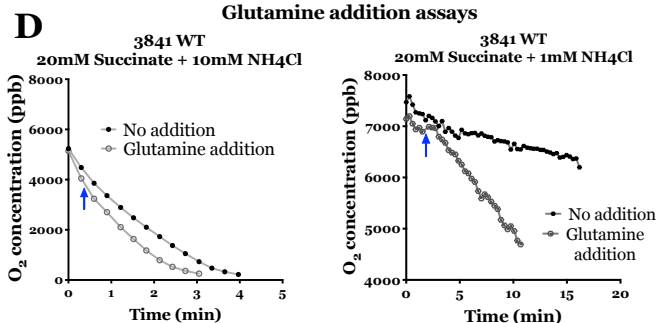 D
Glutamine addition assays
3841 WT
20mM Succinate + 10mM NH4Cl
O2 concentration (ppb)
8000
6000
4000
2000
0
No addition
Glutamine addition
0 1 2 3 4 5
Time (min)
3841 WT
20mM Succinate + 1mM NH4Cl
O2 concentration (ppb)
8000
7000
6000
5000
4000
No addition
Glutamine
addition
0 5 10 15 20
Time (min)